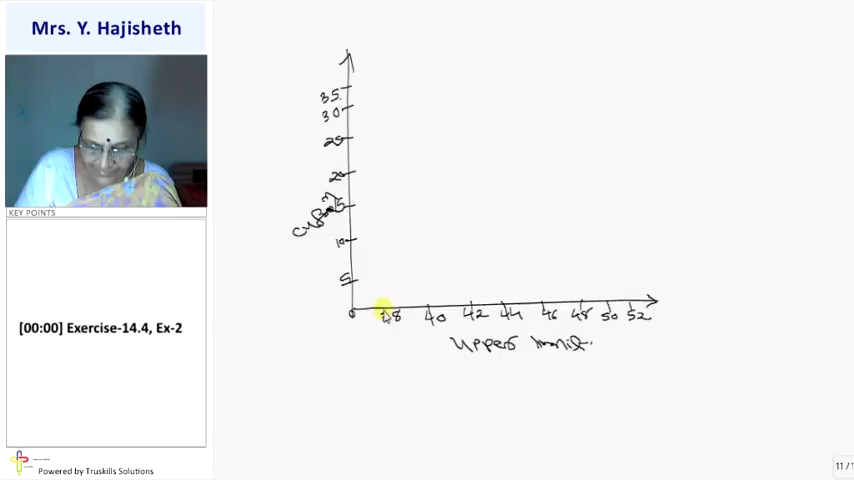 Mrs. Y. Hajisheth
KEY POINTS
[00:00] Exercise-14.4, Ex-2
Powered by Truskills Solutions
35
30
25
20
15
10
5
0 38 40 42 44 46 48 50 52
Upper limit
11 / 1